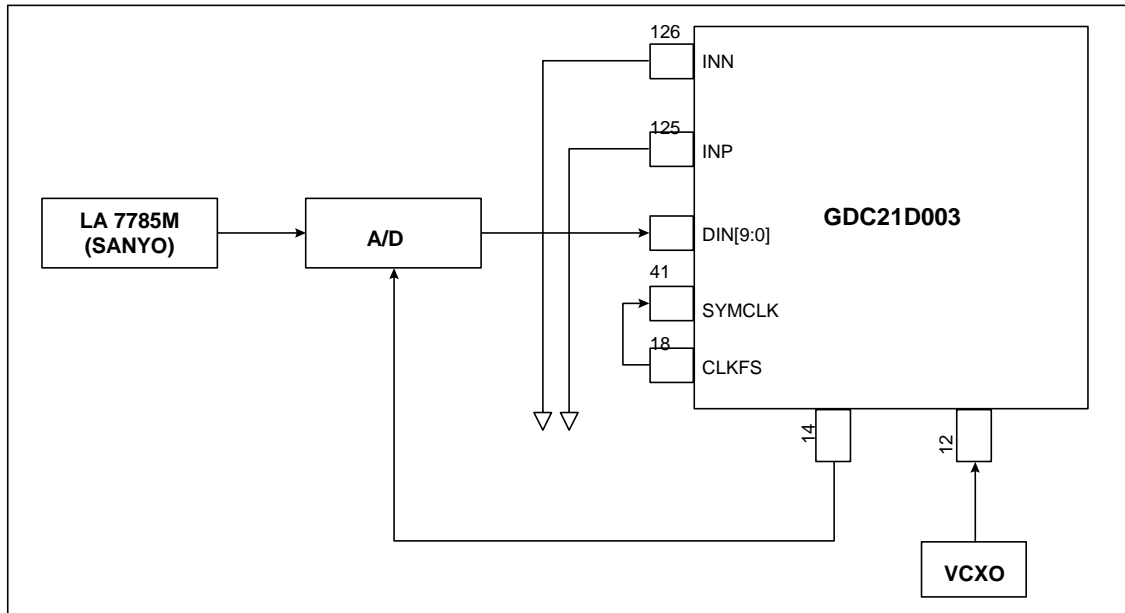 126
INN
125
INP
LA 7785M
(SANYO)
A/D
GDC21D003
DIN[9:0]
41
SYMCLK
18
CLKFS
14
12
VCXO